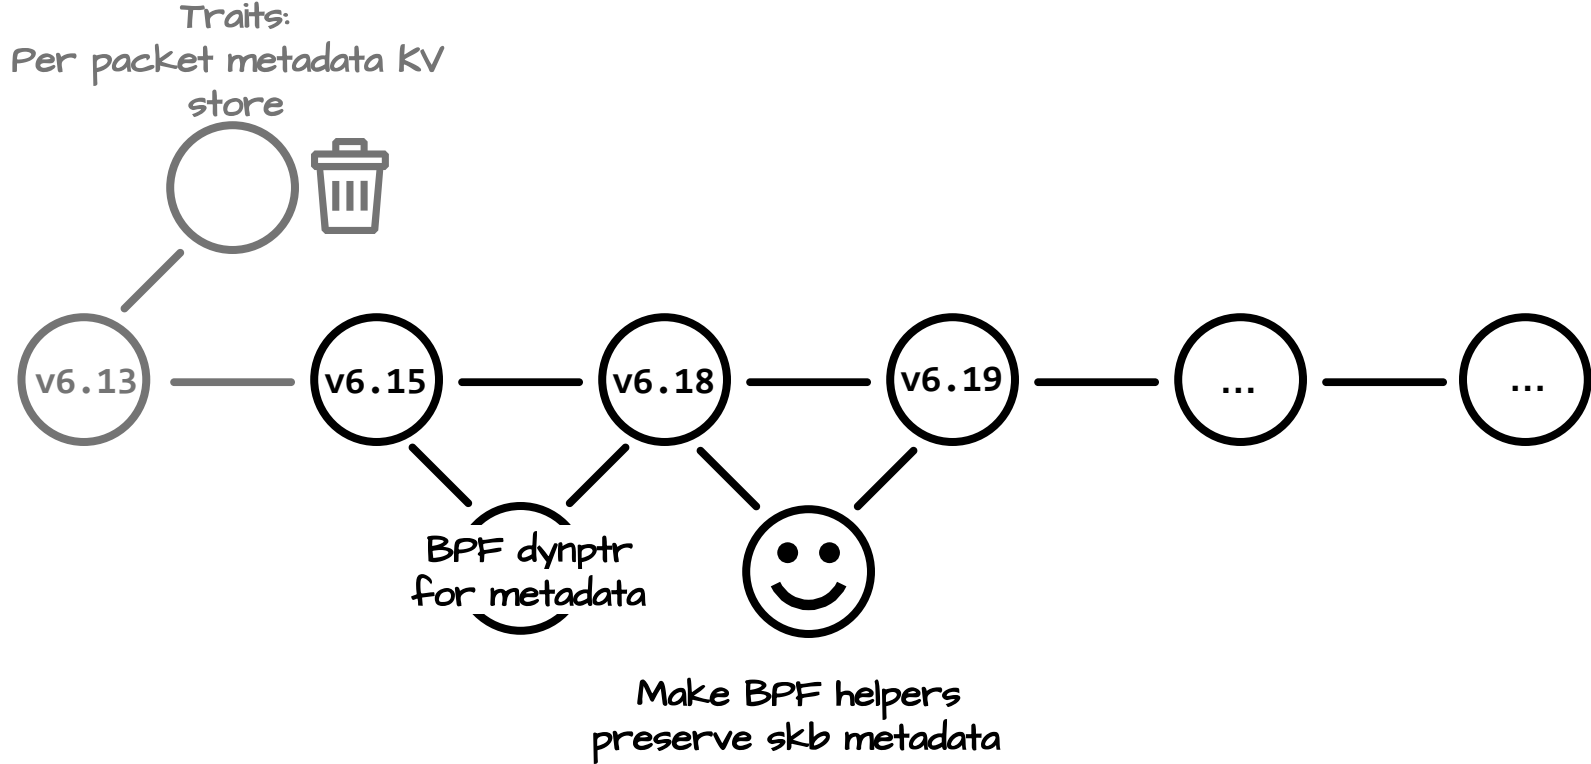 Traits:
Per packet metadata KV
store
v6.13
v6.15
v6.18
v6.19
...
...
BPF dynptr
for metadata
Make BPF helpers
preserve skb metadata